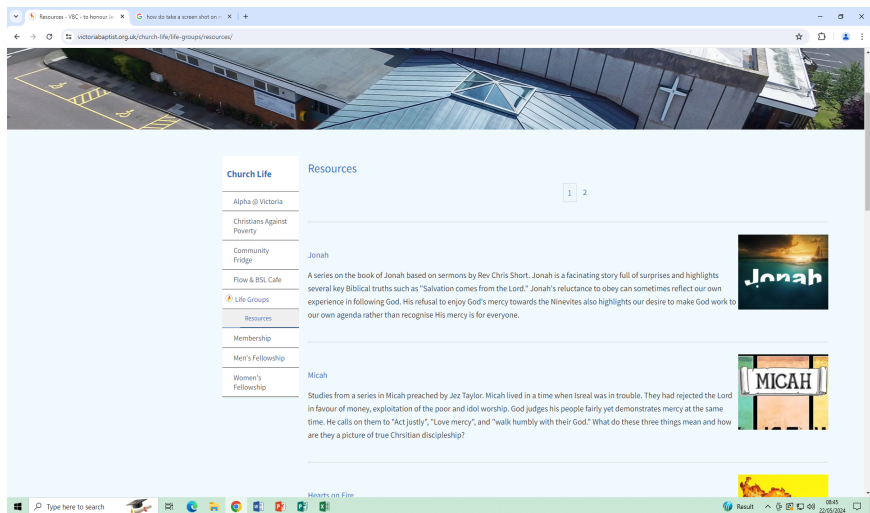 Resources - VBC - to honour Je
how do take a screen shot on
victoriabaptist.org.uk/church-life/life-groups/resources/
Church Life
Alpha @ Victoria
Christians Against
Poverty
Community
Fridge
Flow & BSL Cafe
Life Groups
Resources
Membership
Men's Fellowship
Women's
Fellowship
Resources
1 2
Jonah
A series on the book of Jonah based on sermons by Rev Chris Short. Jonah is a facinating story full of surprises and highlights
several key Biblical truths such as "Salvation comes from the Lord." Jonah's reluctance to obey can sometimes reflect our own
experience in following God. His refusal to enjoy God's mercy towards the Ninevites also highlights our desire to make God work to
our own agenda rather than recognise His mercy is for everyone.
Jonah
Micah
Studies from a series in Micah preached by Jez Taylor. Micah lived in a time when Isreal was in trouble. They had rejected the Lord
in favour of money, exploitation of the poor and idol worship. God judges his people fairly yet demonstrates mercy at the same
time. He calls on them to "Act justly", "Love mercy", and "walk humbly with their God." What do these three things mean and how
are they a picture of true Chrsitian discipleship?
MICAH
Hearts on Fire
Type here to search
Result
08:45
22/05/2024